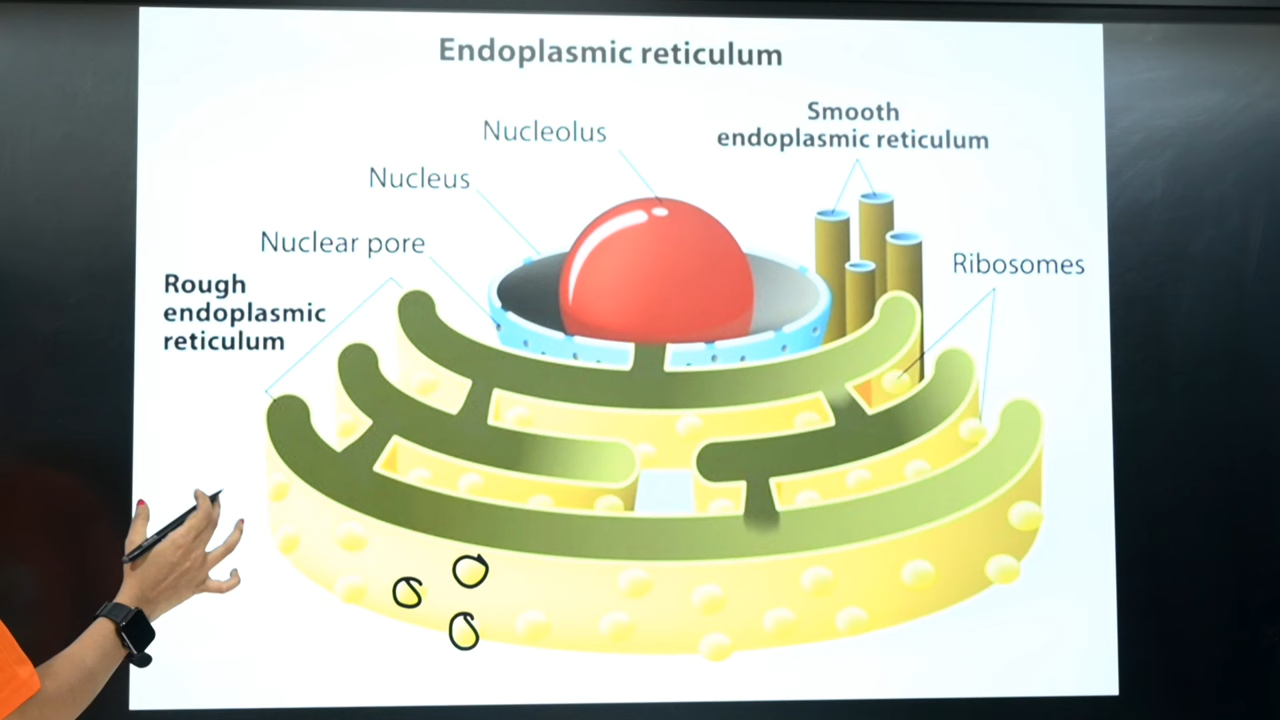 Endoplasmic reticulum
Smooth
endoplasmic reticulum
Nucleolus
Nucleus
Nuclear pore
Ribosomes
Rough
endoplasmic
reticulum